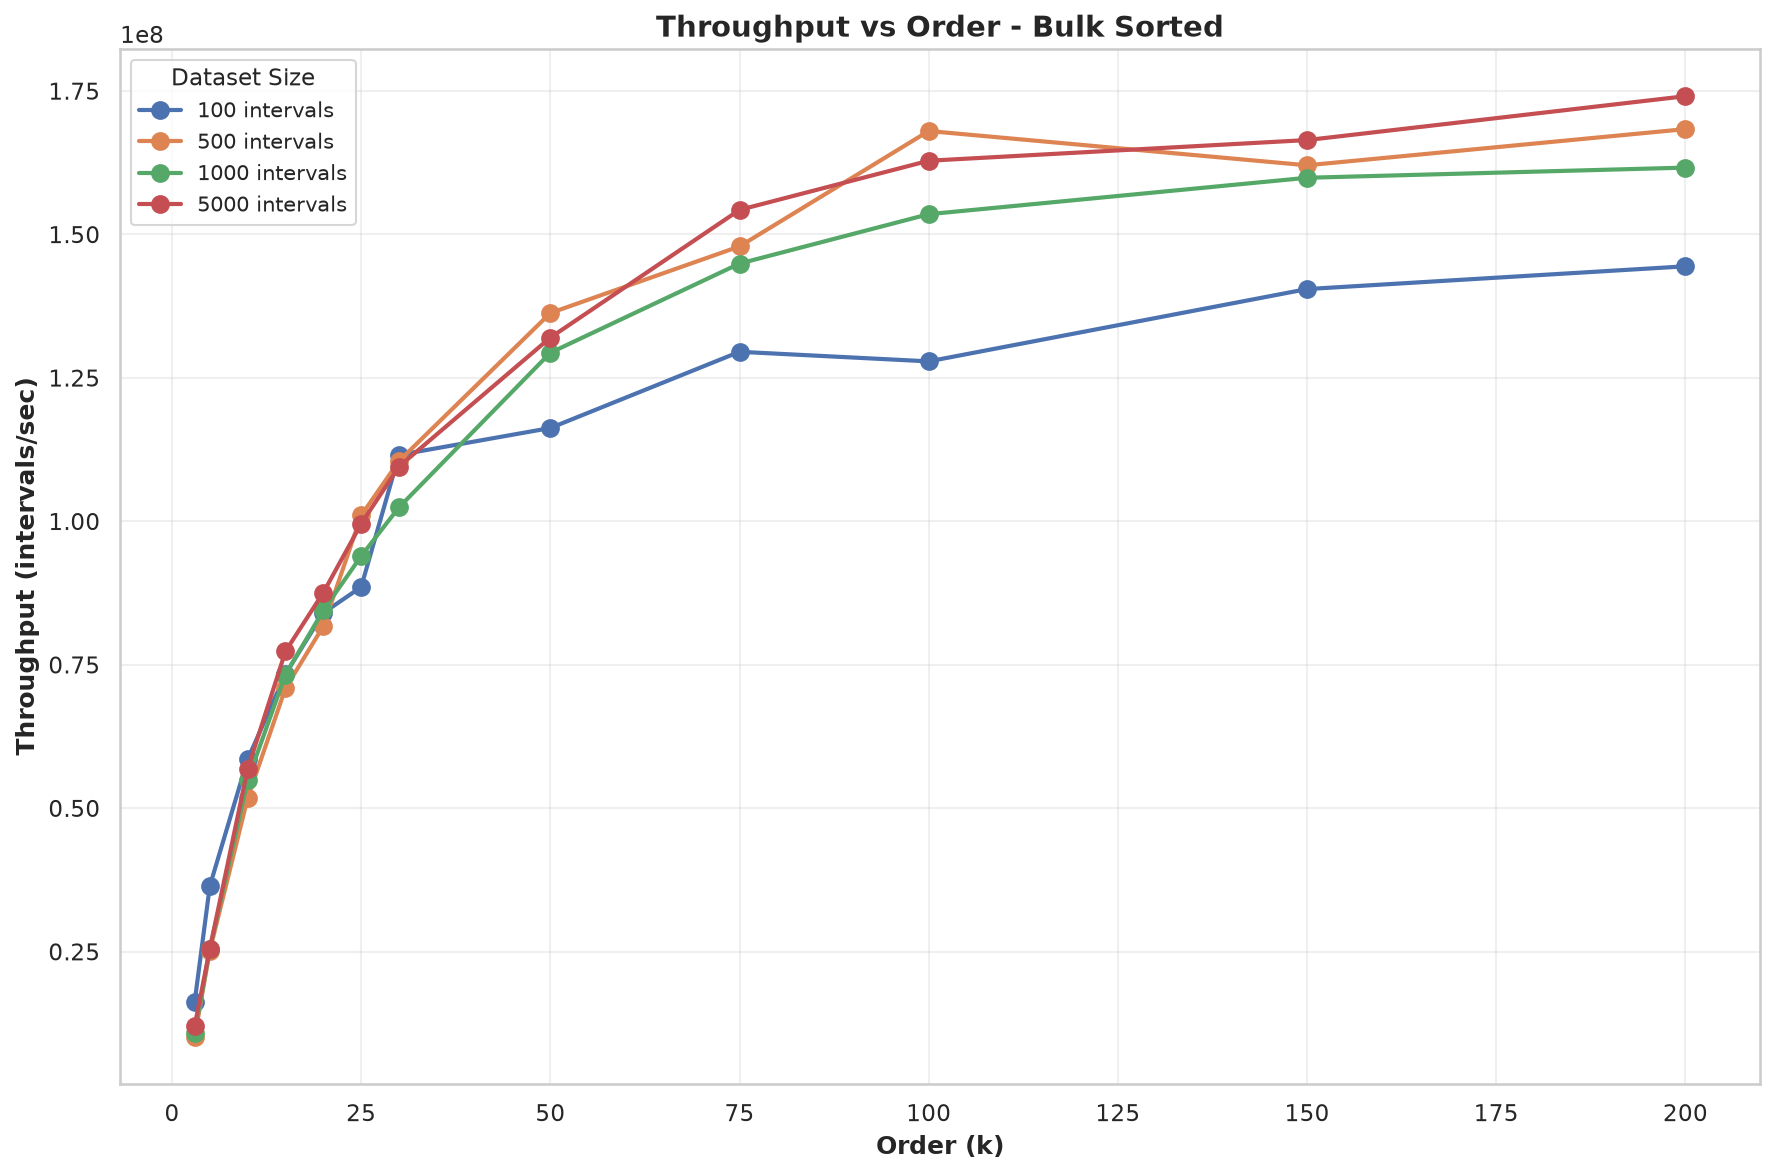 Throughput vs Order - Bulk Sorted
1e8
Dataset Size
100 intervals
500 intervals
1000 intervals
5000 intervals
1.75
1.50
1.25
1.00
0.75
0.50
0.25
Throughput (intervals/sec)
0 25 50 75 100 125 150 175 200
Order (k)